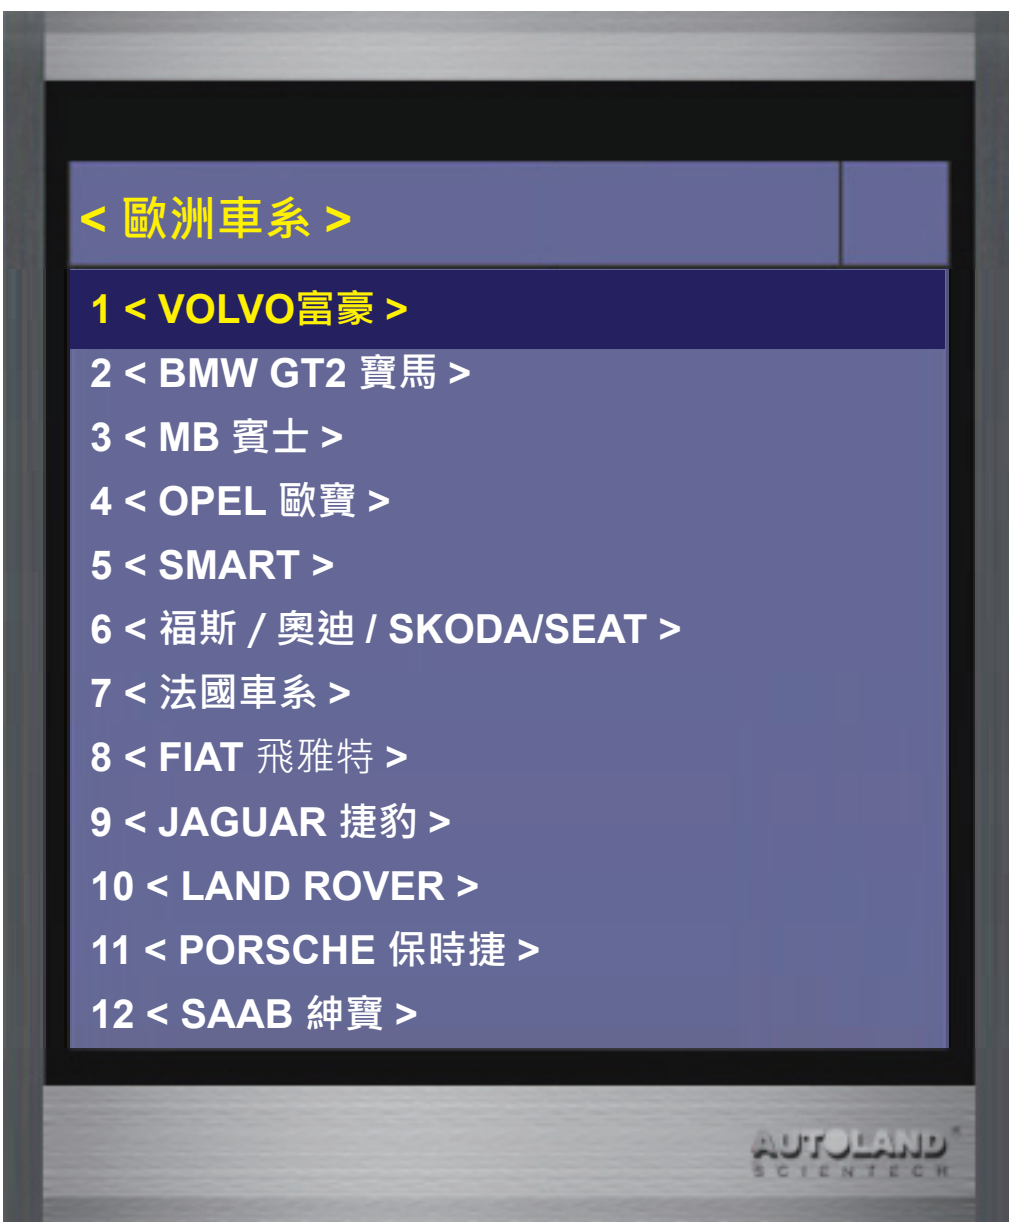 < 歐洲車系 >
1 < VOLVO富豪 >
2 < BMW GT2 寶馬 >
3 < MB 賓士 >
4 < OPEL 歐寶 >
5 < SMART >
6 < 福斯 / 奧迪 / SKODA/SEAT >
7 < 法國車系 >
8 < FIAT 飛雅特 >
9 < JAGUAR 捷豹 >
10 < LAND ROVER >
11 < PORSCHE 保時捷 >
12 < SAAB 紳寶 >
AUTOLAND
SCIENTECH